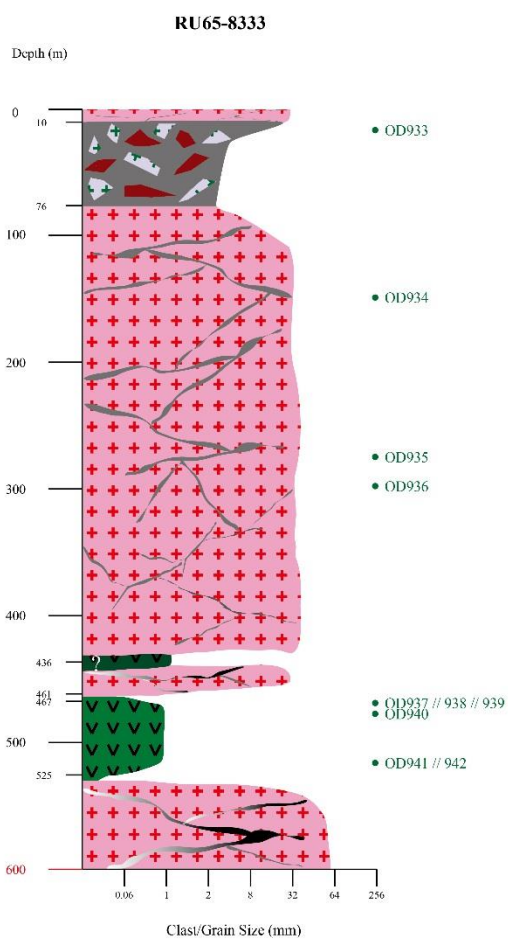 RU65-8333
Depth (m)
0
10
OD933
76
100
OD934
200
OD935
300
OD936
400
436
?
461
467
OD937 // 938 // 939
OD940
500
OD941 // 942
525
600
0.06 1 2 8 32 64 256
Clast/Grain Size (mm)